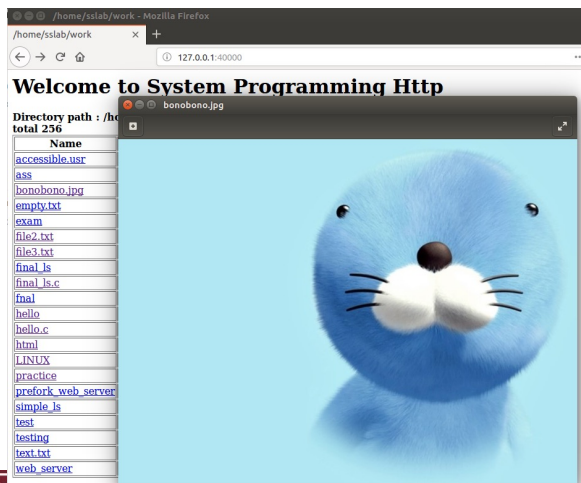 /home/sslab/work - Mozilla Firefox
/home/sslab/work × +
127.0.0.1:40000
Welcome to System Programming Http
bonobono.jpg
Directory path : /ho
total 256
Name
accessible.usr
ass
bonobono.jpg
empty.txt
exam
file2.txt
file3.txt
final_ls
final_ls.c
fnal
hello
hello.c
html
LINUX
practice
prefork_web_server
simple_ls
test
testing
text.txt
web_server